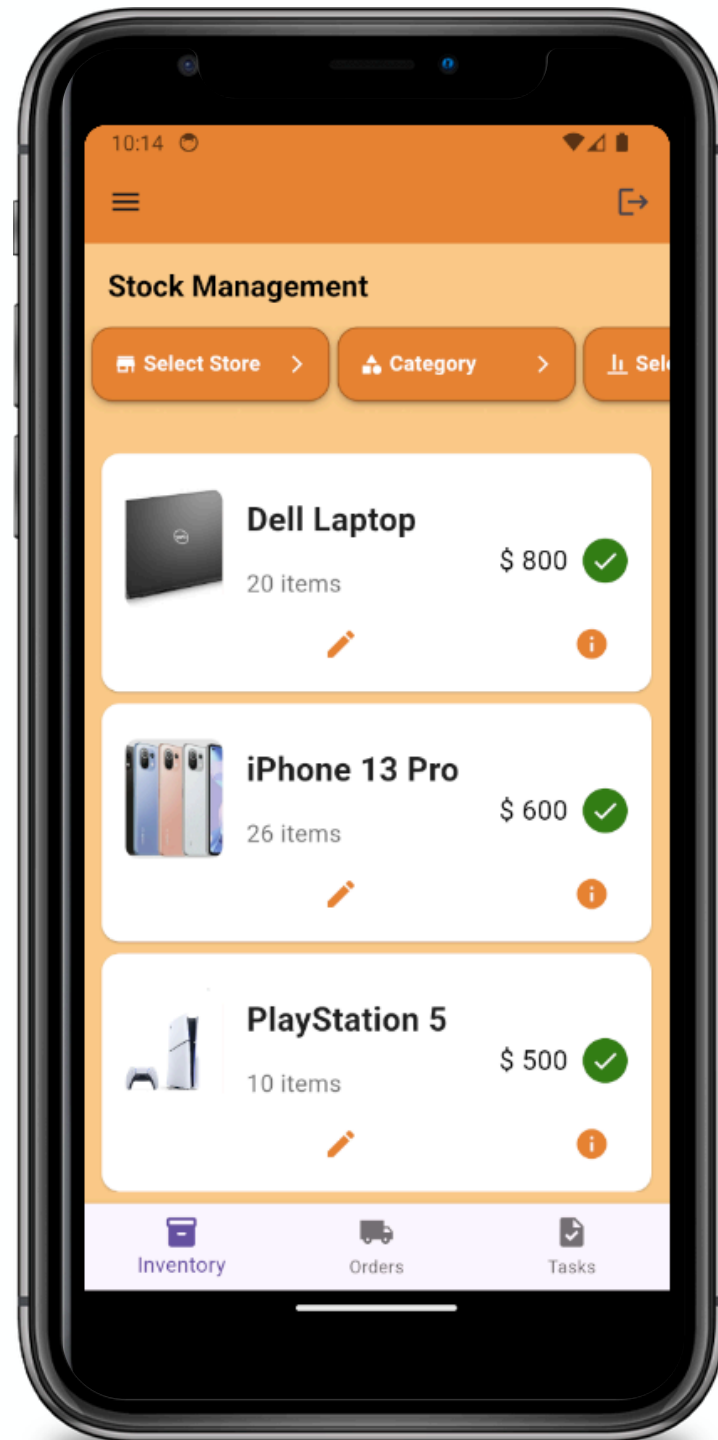 10:14
Stock Management
Select Store
Category
Sele
Dell Laptop
$ 800
20 items
iPhone 13 Pro
$ 600
26 items
PlayStation 5
$ 500
10 items
Inventory
Orders
Tasks